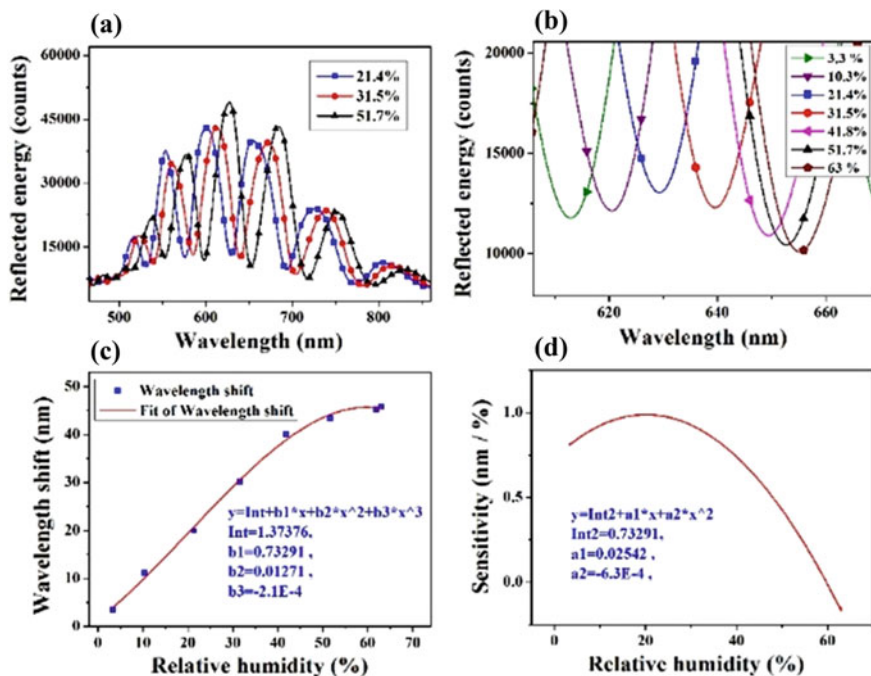 (a)
Reflected energy (counts)
60000
45000
30000
15000
21.4%
31.5%
51.7%
500 600 700 800
Wavelength (nm)
(b)
Reflected energy (counts)
20000
15000
10000
3.3 %
10.3%
21.4%
31.5%
41.8%
51.7%
63 %
620 640 660
Wavelength (nm)
(c)
Wavelength shift (nm)
50
40
30
20
10
0
Wavelength shift
Fit of Wavelength shift
y=Int+b1*x+b2*x^2+b3*x^3
Int=1.37376,
b1=0.73291 ,
b2=0.01271 ,
b3=-2.1E-4
0 10 20 30 40 50 60 70 80
Relative humidity (%)
(d)
Sensitivity (nm / %)
1.0
0.5
0.0
y=Int2+a1*x+a2*x^2
Int2=0.73291,
a1=0.02542 ,
a2=-6.3E-4 ,
0 20 40 60
Relative humidity (%)